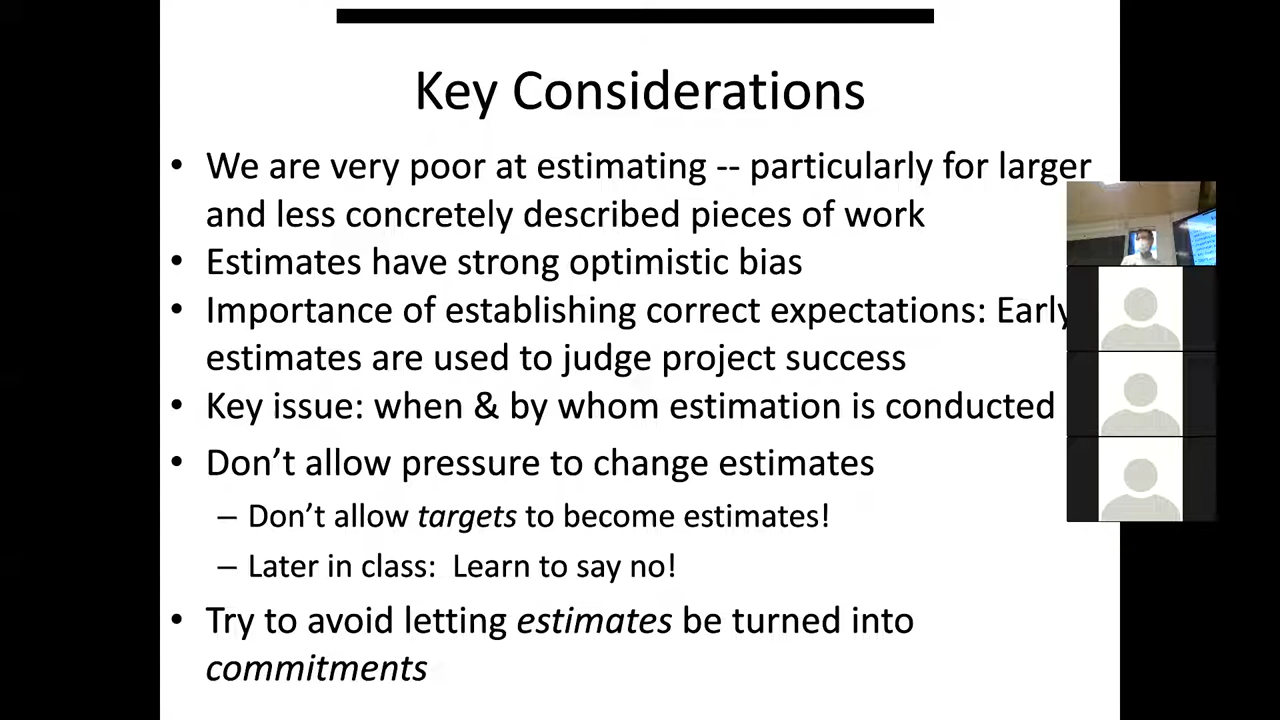 Key Considerations
• We are very poor at estimating -- particularly for larger
and less concretely described pieces of work
• Estimates have strong optimistic bias
• Importance of establishing correct expectations: Early
estimates are used to judge project success
• Key issue: when & by whom estimation is conducted
• Don’t allow pressure to change estimates
– Don’t allow targets to become estimates!
– Later in class:  Learn to say no!
• Try to avoid letting estimates be turned into
commitments